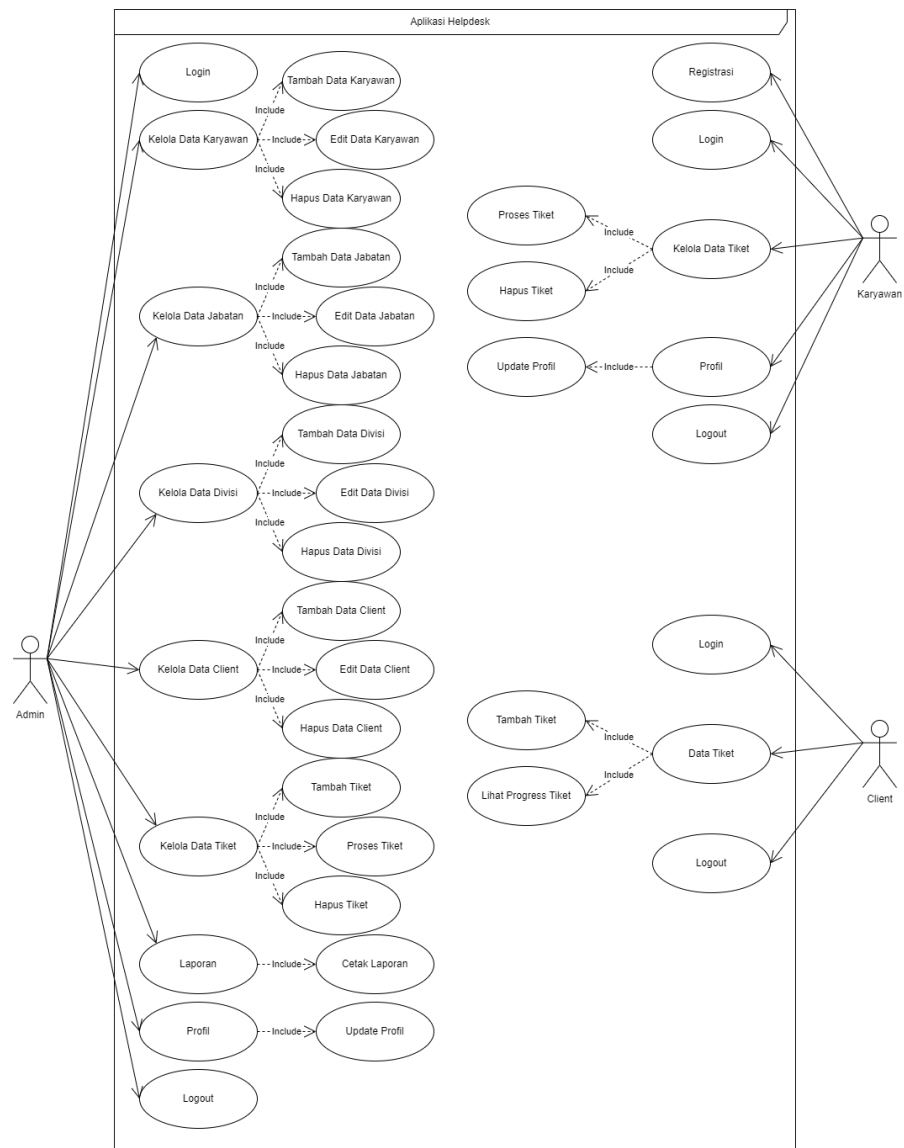 Aplikasi Helpdesk
Login
Kelola Data Karyawan
Include
Tambah Data Karyawan
Include
Edit Data Karyawan
Include
Hapus Data Karyawan
Kelola Data Jabatan
Include
Tambah Data Jabatan
Include
Edit Data Jabatan
Include
Hapus Data Jabatan
Kelola Data Divisi
Include
Tambah Data Divisi
Include
Edit Data Divisi
Include
Hapus Data Divisi
Admin
Kelola Data Client
Include
Tambah Data Client
Include
Edit Data Client
Include
Hapus Data Client
Kelola Data Tiket
Include
Tambah Tiket
Include
Proses Tiket
Include
Hapus Tiket
Laporan
Include
Cetak Laporan
Profil
Include
Update Profil
Logout
Registrasi
Login
Proses Tiket
Include
Kelola Data Tiket
Include
Hapus Tiket
Karyawan
Update Profil
Include
Profil
Logout
Login
Tambah Tiket
Include
Data Tiket
Include
Lihat Progress Tiket
Client
Logout